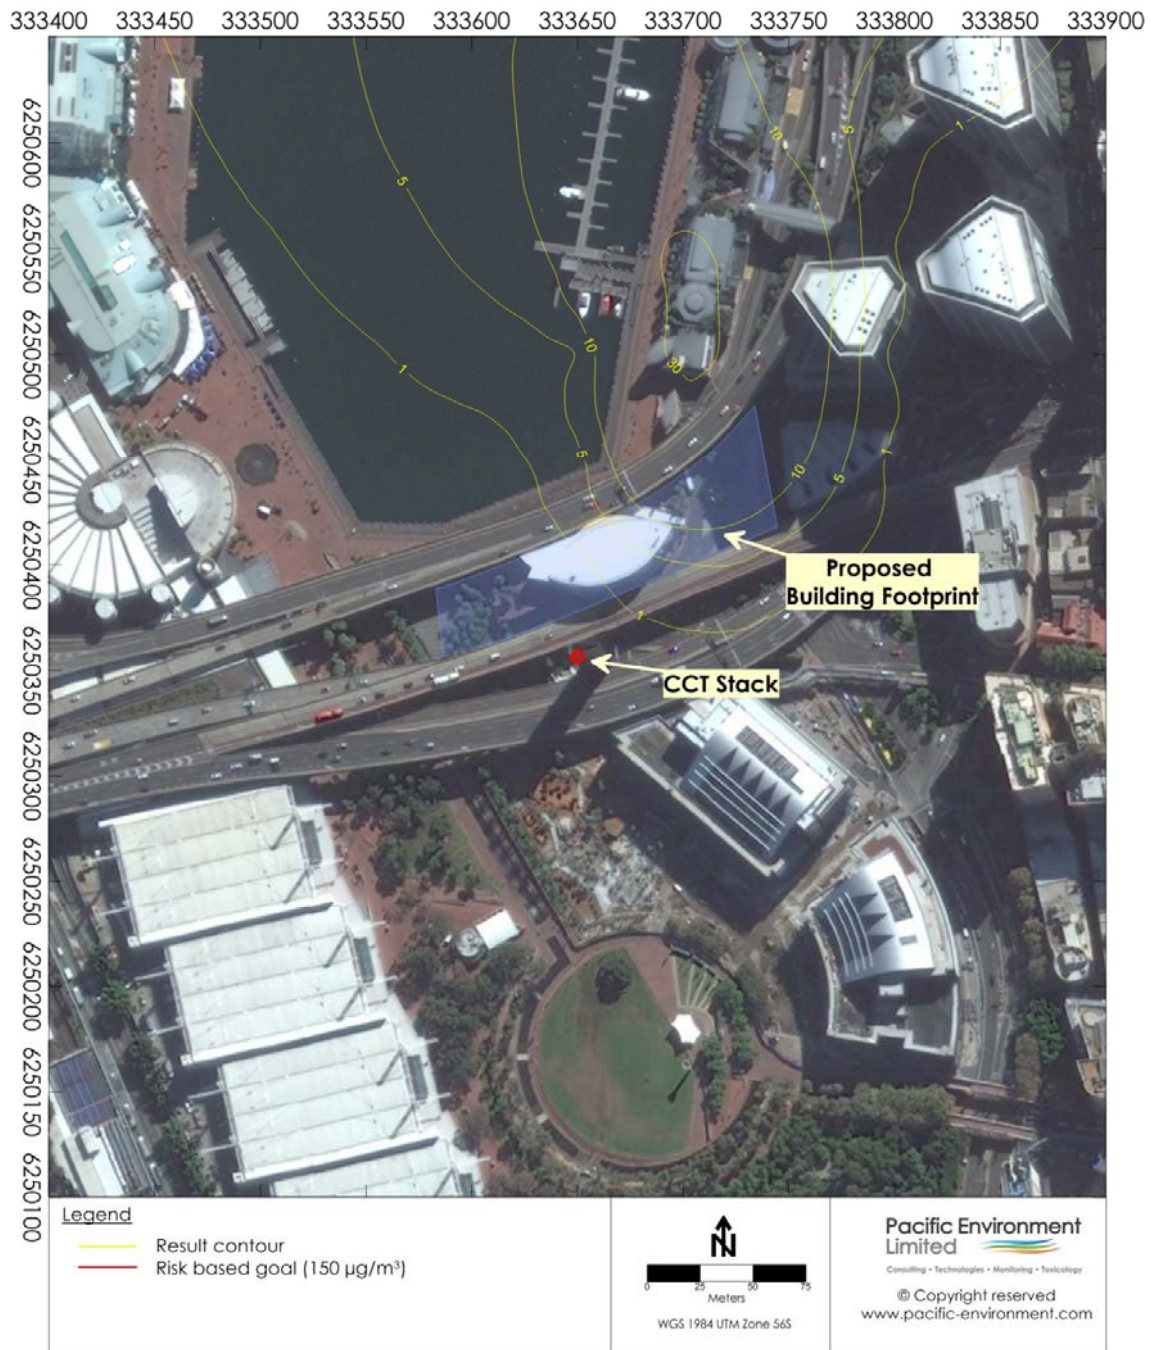 333400 333450 333500 333550 333600 333650 333700 333750 333800 333850 333900
6250600
6250550
6250500
6250450
6250400
6250350
6250300
6250250
6250200
6250150
6250100
10
5
1
5
10
1
30
5
10
5
1
1
Proposed
Building Footprint
CCT Stack
Legend
Result contour
Risk based goal (150 µg/m³)
N
0 25 50 75
Meters
WGS 1984 UTM Zone 56S
Pacific Environment
Limited
Consulting • Technologies • Monitoring • Toxicology
© Copyright reserved
www.pacific-environment.com